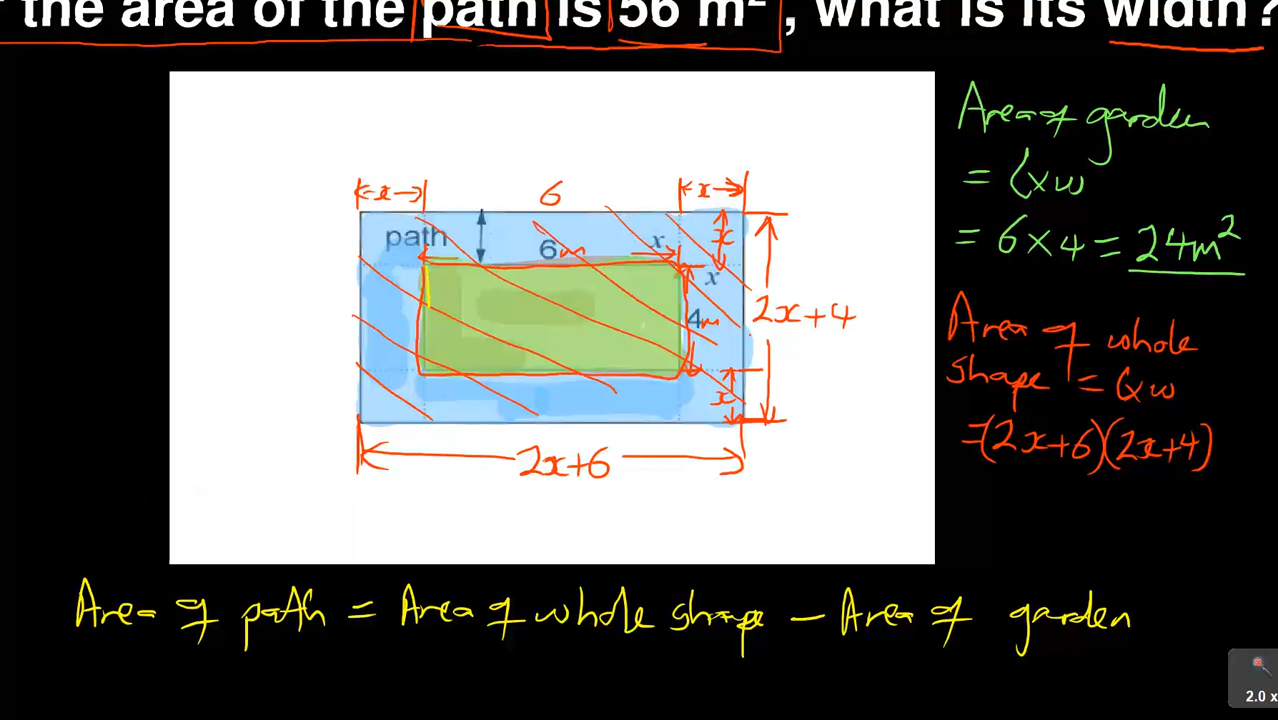 the area of the path is 56 m², what is its width?
Area of garden
= l×w
= 6 × 4 = 24m²
x
6
x
path
6m
x
x
x
4m
2x+4
x
2x+6
Area of whole
shape = l×w
=(2x+6)(2x+4)
Area of path = Area of whole shape - Area of garden
2.0 x